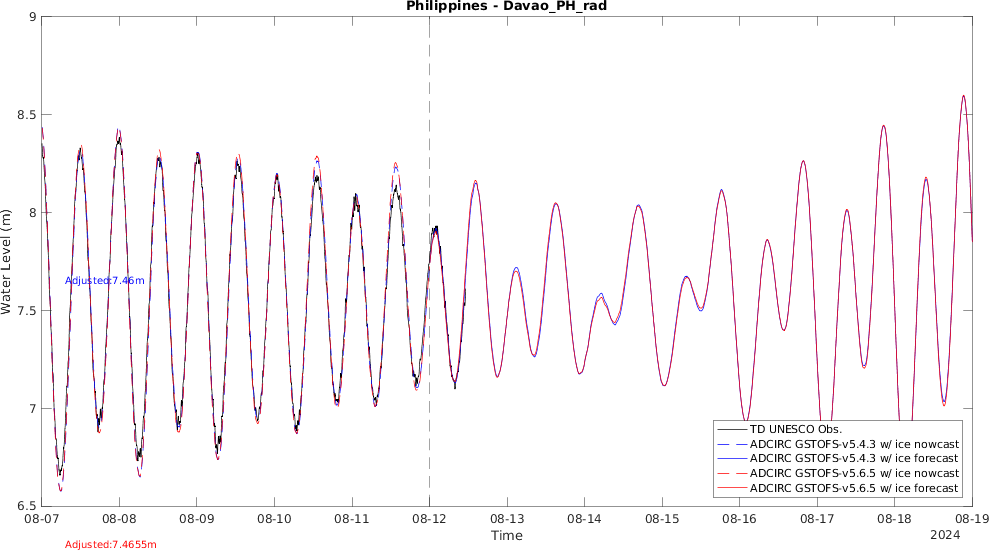 Philippines - Davao_PH_rad
9
8.5
8
7.5
7
6.5
Water Level (m)
Adjusted:7.46m
TD UNESCO Obs.
ADCIRC GSTOFS-v5.4.3 w/ ice nowcast
ADCIRC GSTOFS-v5.4.3 w/ ice forecast
ADCIRC GSTOFS-v5.6.5 w/ ice nowcast
ADCIRC GSTOFS-v5.6.5 w/ ice forecast
08-07 08-08 08-09 08-10 08-11 08-12 08-13 08-14 08-15 08-16 08-17 08-18 08-19
Time
2024
Adjusted:7.4655m